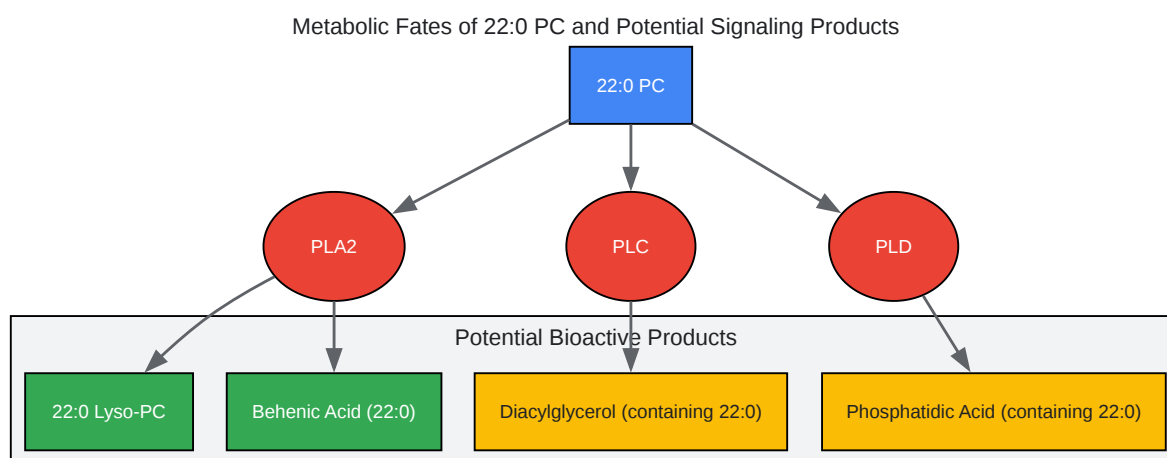 Metabolic Fates of 22:0 PC and Potential Signaling Products
22:0 PC
PLA2
PLC
PLD
Potential Bioactive Products
22:0 Lyso-PC
Behenic Acid (22:0)
Diacylglycerol (containing 22:0)
Phosphatidic Acid (containing 22:0)